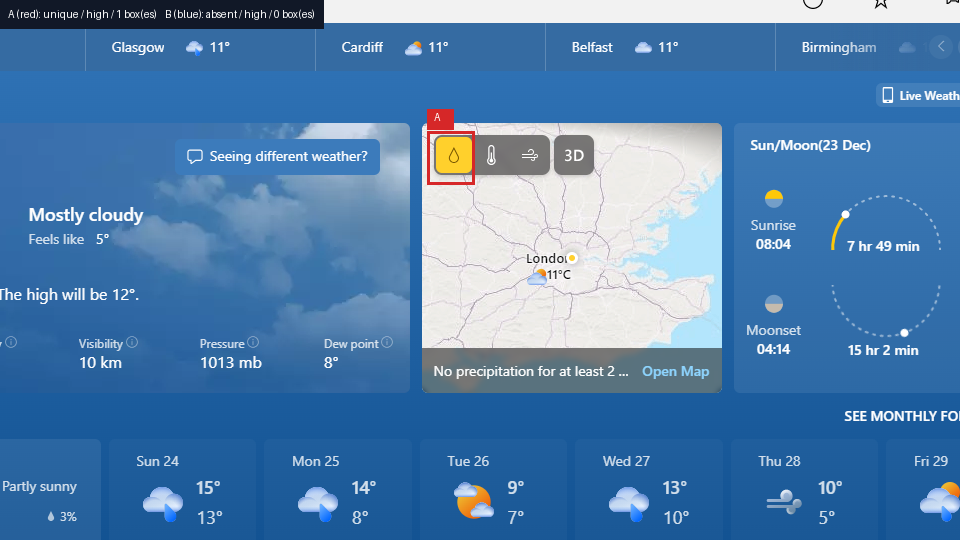 A (red): unique / high / 1 box(es) B (blue): absent / high / 0 box(es)
Glasgow 11°
Cardiff 11°
Belfast 11°
Birmingham
Live Weath
Seeing different weather?
Mostly cloudy
Feels like 5°
The high will be 12°.
Visibility
10 km
Pressure
1013 mb
Dew point
8°
A
3D
London
11°C
No precipitation for at least 2 ...
Open Map
Sun/Moon(23 Dec)
Sunrise
08:04
7 hr 49 min
Moonset
04:14
15 hr 2 min
SEE MONTHLY FO
Partly sunny
3%
Sun 24
15°
13°
Mon 25
14°
8°
Tue 26
9°
7°
Wed 27
13°
10°
Thu 28
10°
5°
Fri 29